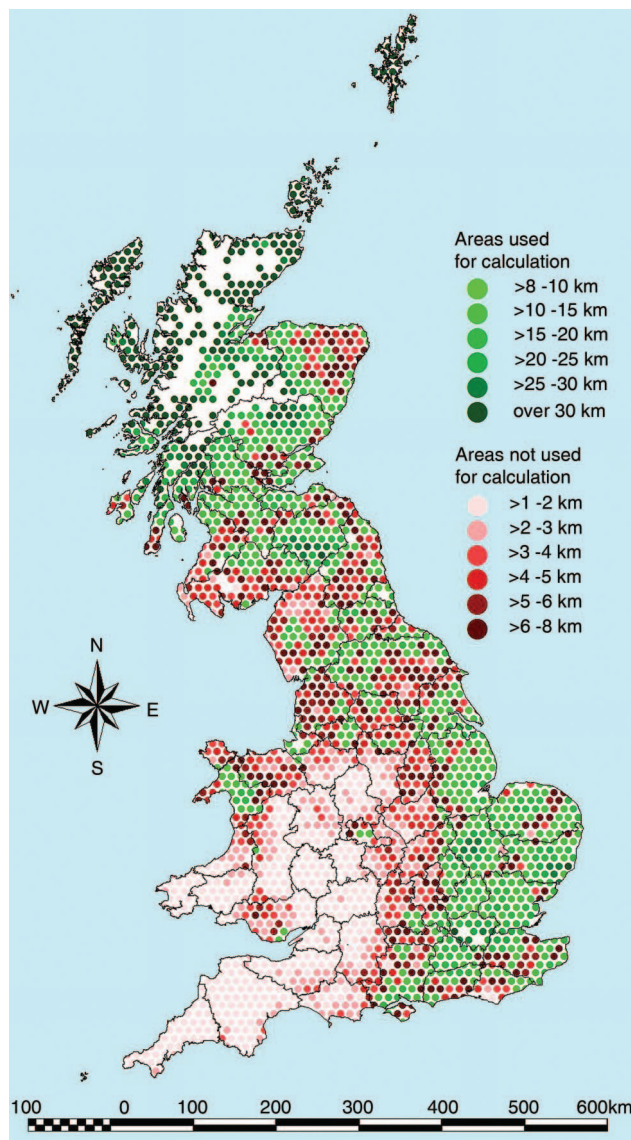 Areas used
for calculation
>8 -10 km
>10 -15 km
>15 -20 km
>20 -25 km
>25 -30 km
over 30 km
Areas not used
for calculation
>1 -2 km
>2 -3 km
>3 -4 km
>4 -5 km
>5 -6 km
>6 -8 km
N
W E
S
100 0 100 200 300 400 500 600km